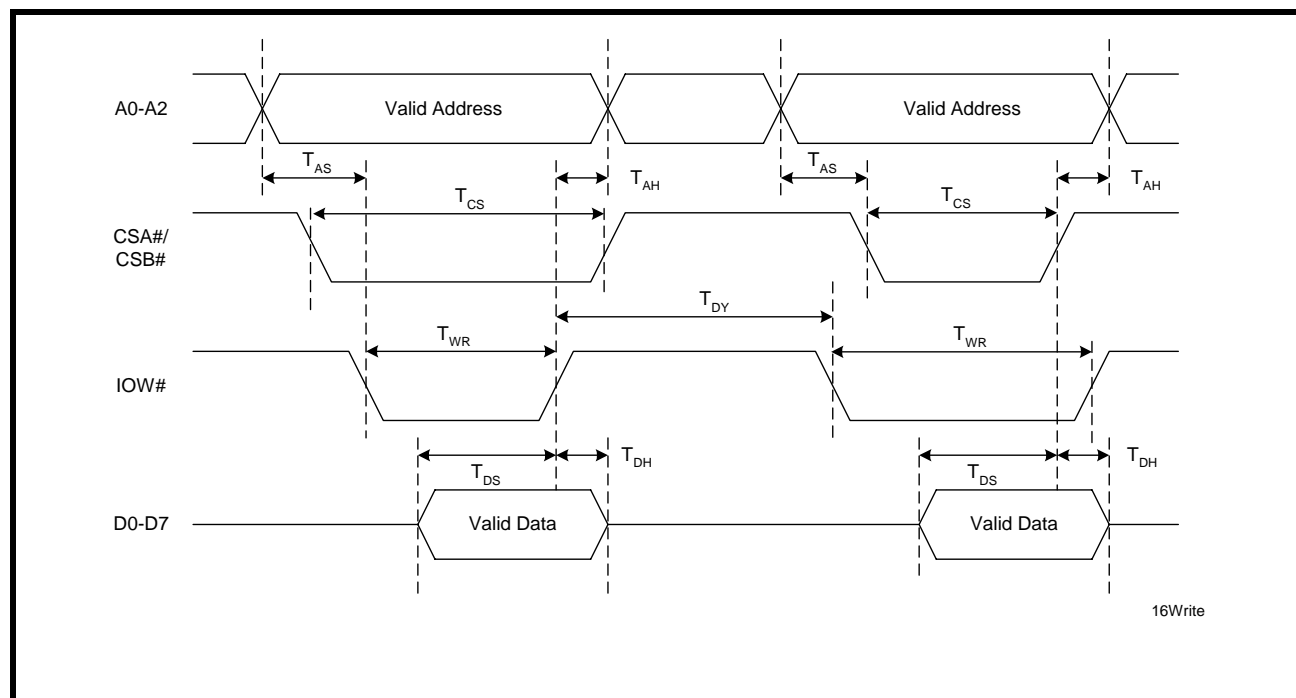 A0-A2
Valid Address
Valid Address
TAS
TAH
TAS
TAH
TCS
TCS
CSA#/
CSB#
TDY
TWR
TWR
IOW#
TDS
TDH
TDS
TDH
D0-D7
Valid Data
Valid Data
16Write